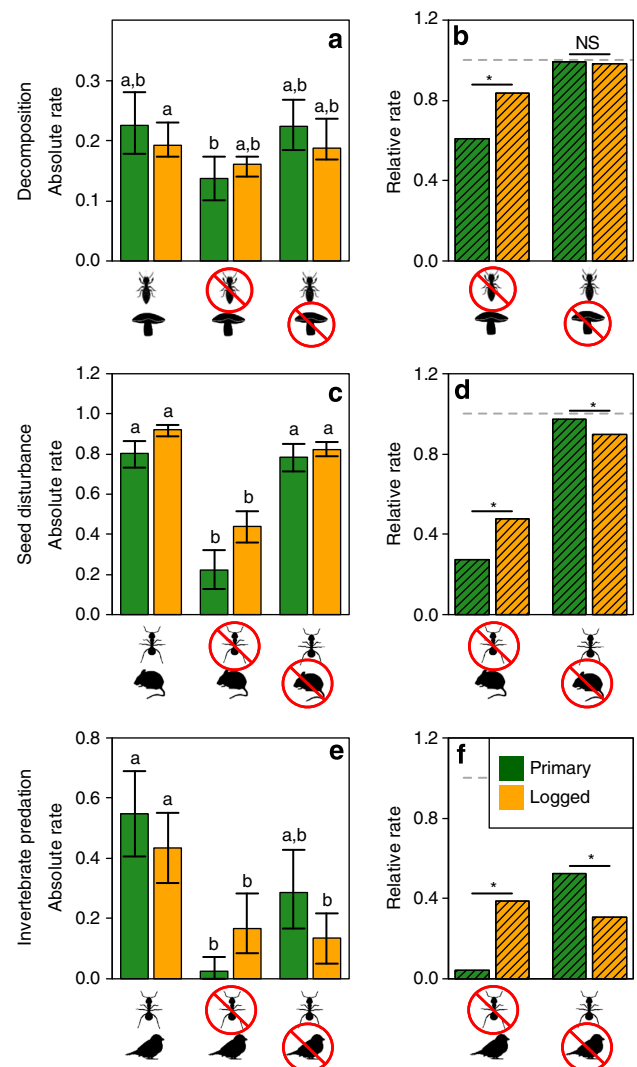 a
Decomposition
Absolute rate
0.3
0.2
0.1
0.0
a,b
a
b
a,b
a,b
a,b
b
Relative rate
1.2
0.8
0.4
0.0
*
NS
c
Seed disturbance
Absolute rate
1.2
1.0
0.8
0.6
0.4
0.2
0.0
a
a
b
b
a
a
d
Relative rate
1.2
0.8
0.4
0.0
*
*
e
Invertebrate predation
Absolute rate
0.8
0.6
0.4
0.2
0.0
a
a
b
b
a,b
b
f
Relative rate
1.2
0.8
0.4
0.0
Primary
Logged
*
*